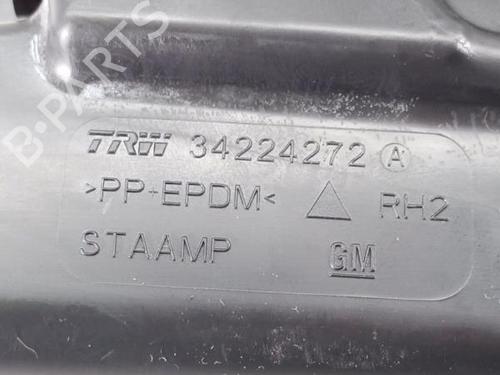 B-PARTS
TRW 34224272 A
>PP+EPDM< RH2
STAAMP GM